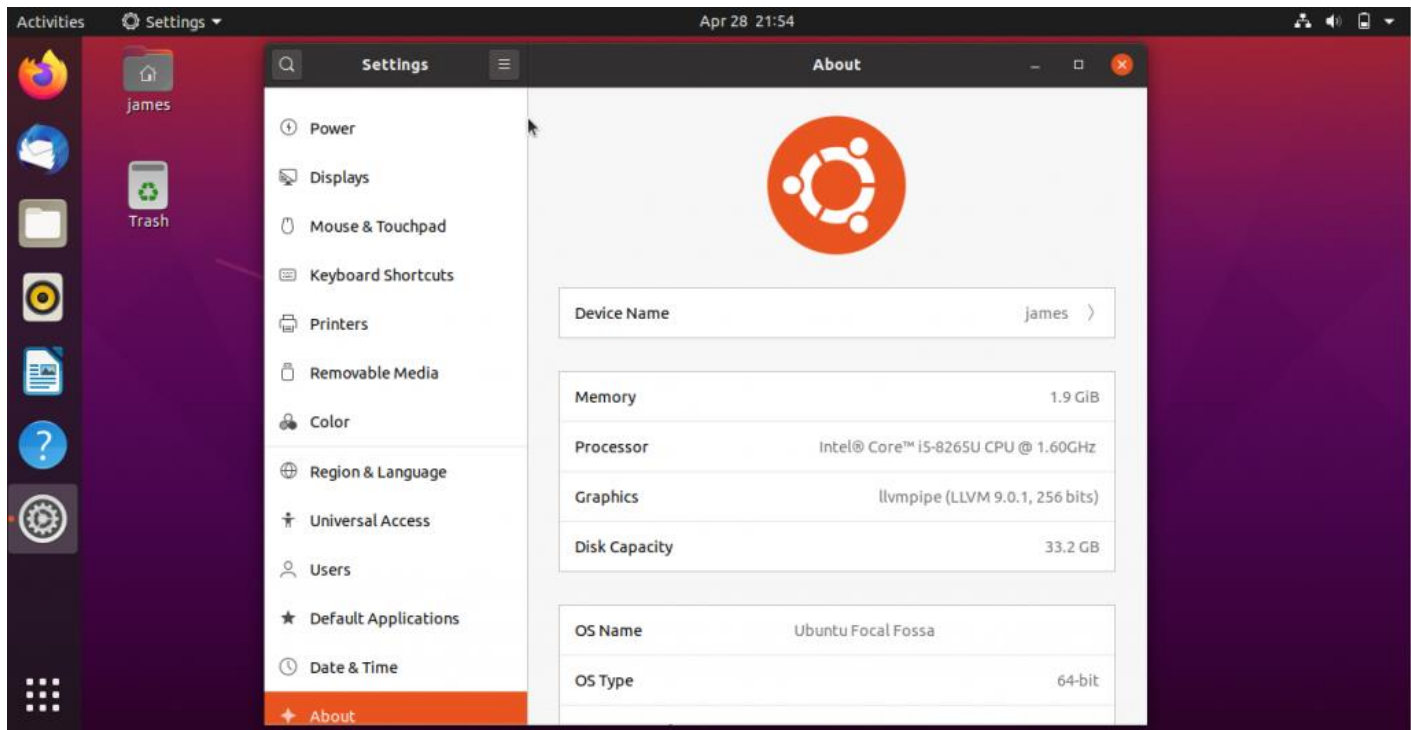 Activities
Settings
Apr 28 21:54
james
Trash
Settings
About
Power
Displays
Mouse & Touchpad
Keyboard Shortcuts
Printers
Removable Media
Color
Region & Language
Universal Access
Users
Default Applications
Date & Time
About
Device Name james
Memory 1.9 GiB
Processor Intel® Core™ i5-8265U CPU @ 1.60GHz
Graphics llvmpipe (LLVM 9.0.1, 256 bits)
Disk Capacity 33.2 GB
OS Name Ubuntu Focal Fossa
OS Type 64-bit